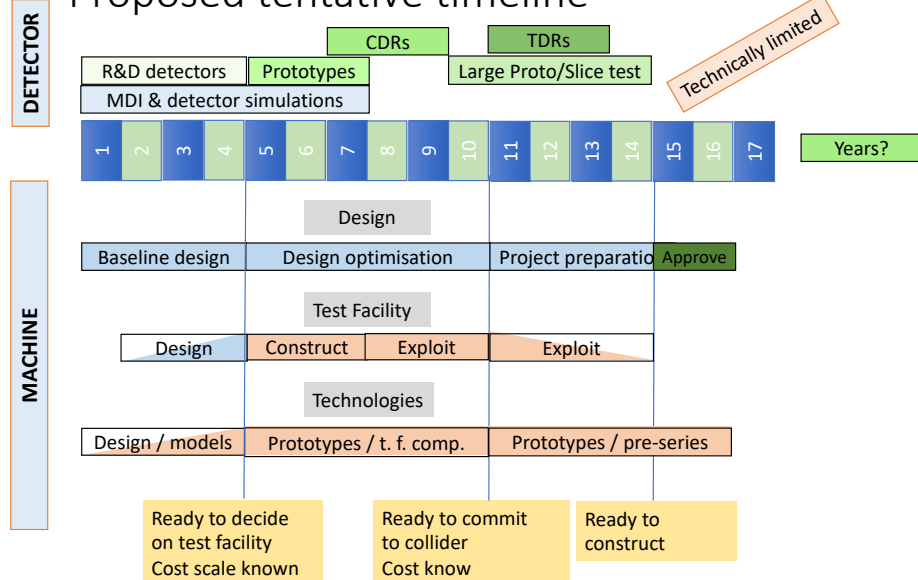 Proposed tentative timeline
DETECTOR
CDRs
TDRs
Technically limited
R&D detectors
Prototypes
Large Proto/Slice test
MDI & detector simulations
1 2 3 4 5 6 7 8 9 10 11 12 13 14 15 16 17
Years?
MACHINE
Design
Baseline design
Design optimisation
Project preparatio
Approve
Test Facility
Design
Construct
Exploit
Exploit
Technologies
Design / models
Prototypes / t. f. comp.
Prototypes / pre-series
Ready to decide
on test facility
Cost scale known
Ready to commit
to collider
Cost know
Ready to
construct